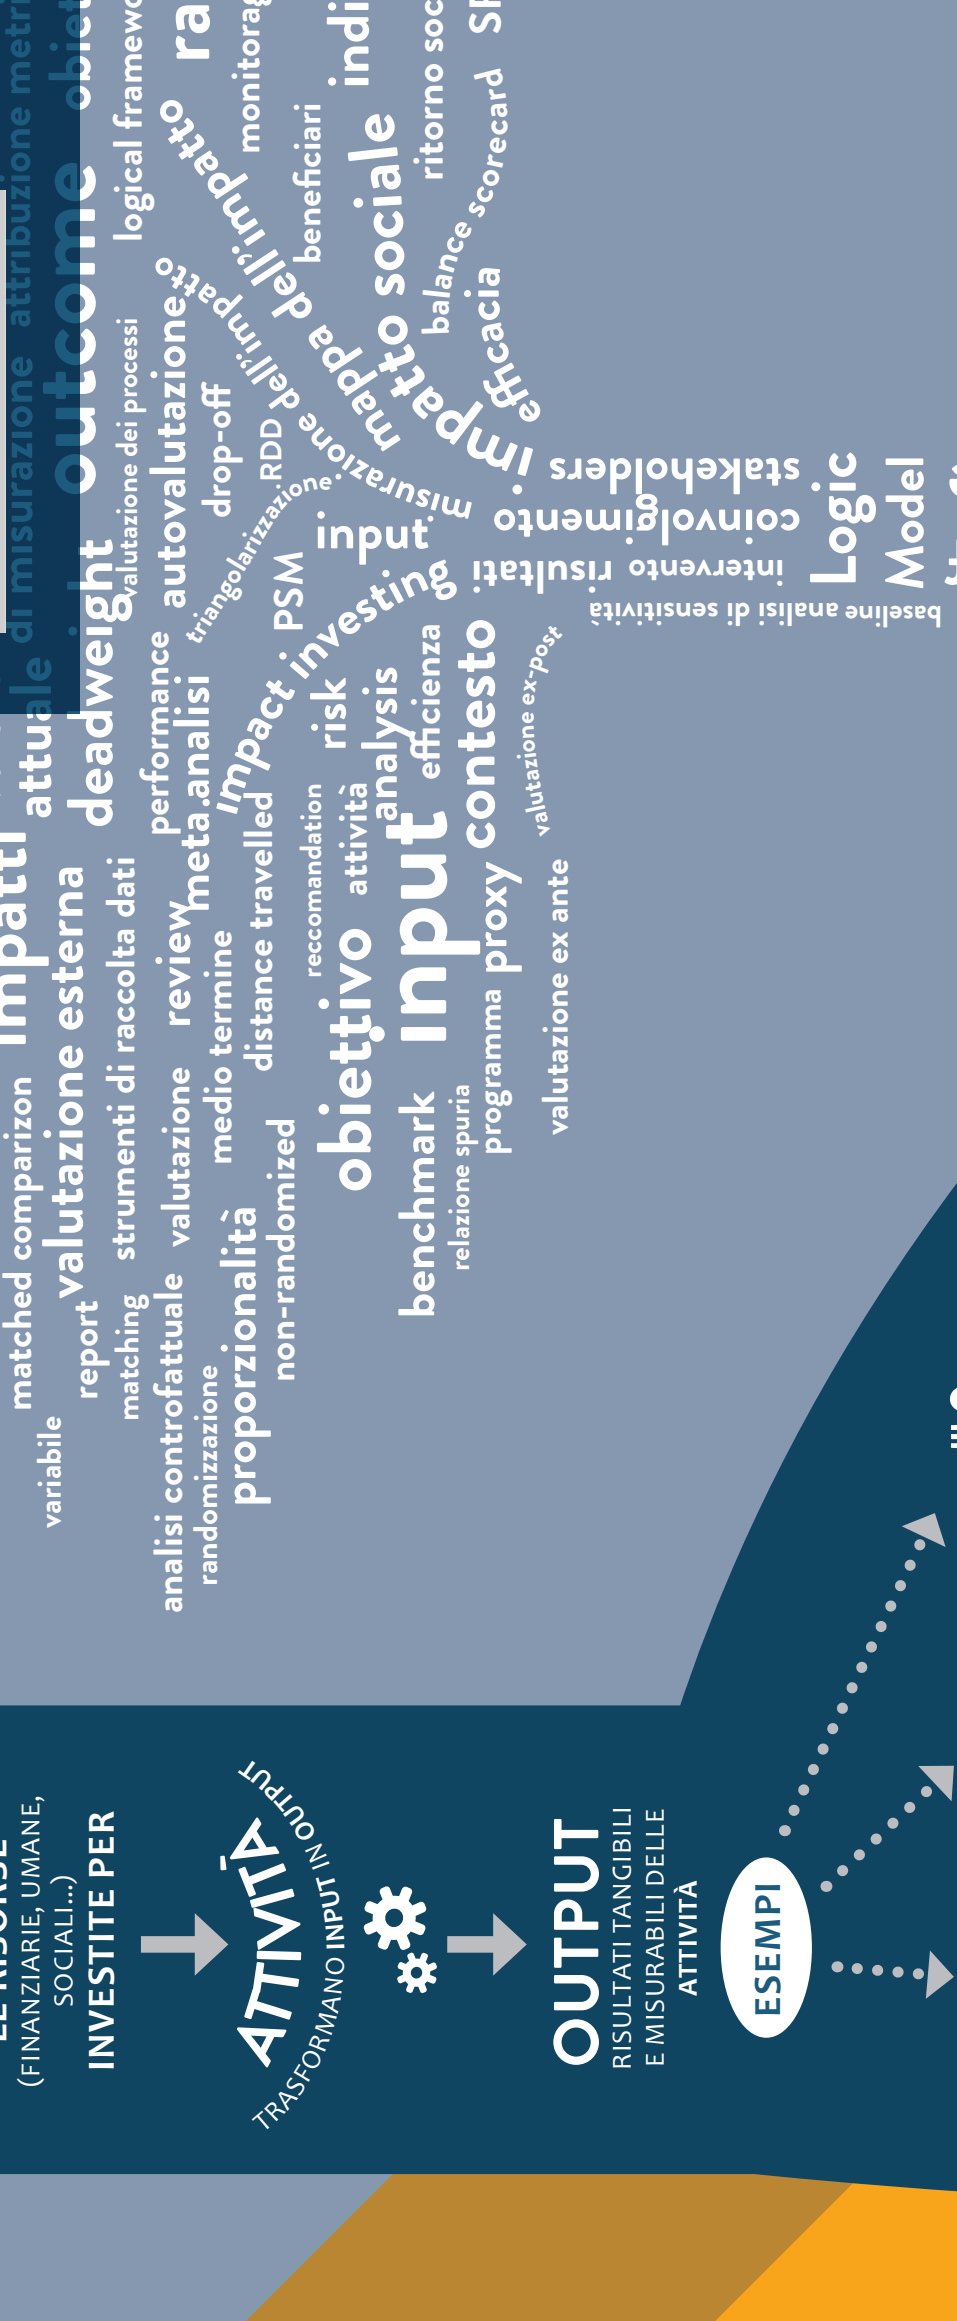 (FINANZIARIE, UMANE,
SOCIALI...)
INVESTITE PER
ATTIVITÀ
TRASFORMANO INPUT IN OUTPUT
OUTPUT
RISULTATI TANGIBILI
E MISURABILI DELLE
ATTIVITÀ
ESEMPI
di misurazione attribuzione
attuale
outcome
deadweight
impatti
matched comparizon
variabile
valutazione esterna
report
logical
valutazione dei processi
strumenti di raccolta dati
matching
autovalutazione
performance
review
valutazione
analisi controfattuale
meta.analisi
medio termine
randomizzazione
drop-off
proporzionalità
distance travelled
non-randomized
RDD
triangolarizzazione
PSM
mappa dell'impatto
misurazione dell'impatto
beneficiari
input
impact investing
risk
analysis
reccomandation
attività
obiettivo
impatto sociale
ritorno
balance scorecard
efficacia
efficienza
input
benchmark
contesto
relazione spuria
proxy
programma
valutazione ex-post
valutazione ex ante
stakeholders
coinvolgimento
intervento risultati
baseline analisi di sensitività
Logic
Model